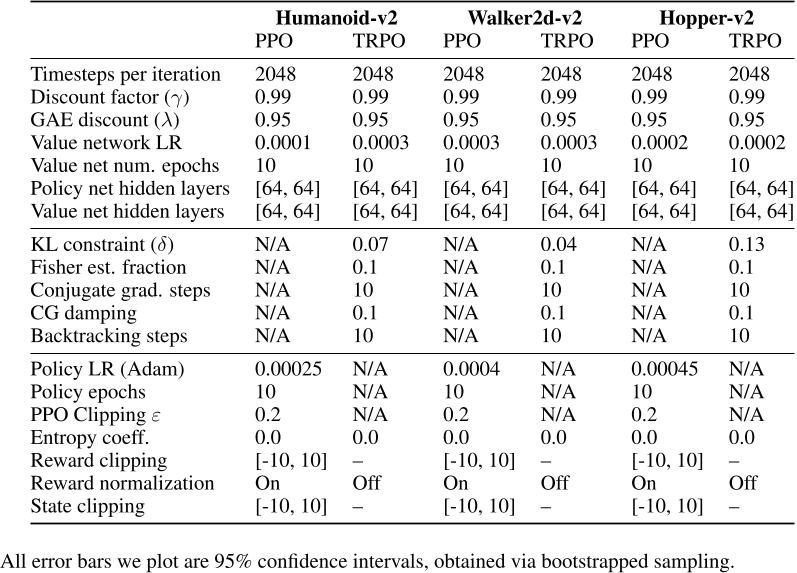 Humanoid-v2 Walker2d-v2 Hopper-v2
PPO TRPO PPO TRPO PPO TRPO
Timesteps per iteration 2048 2048 2048 2048 2048 2048
Discount factor (γ) 0.99 0.99 0.99 0.99 0.99 0.99
GAE discount (λ) 0.95 0.95 0.95 0.95 0.95 0.95
Value network LR 0.0001 0.0003 0.0003 0.0003 0.0002 0.0002
Value net num. epochs 10 10 10 10 10 10
Policy net hidden layers [64, 64] [64, 64] [64, 64] [64, 64] [64, 64] [64, 64]
Value net hidden layers [64, 64] [64, 64] [64, 64] [64, 64] [64, 64] [64, 64]
KL constraint (δ) N/A 0.07 N/A 0.04 N/A 0.13
Fisher est. fraction N/A 0.1 N/A 0.1 N/A 0.1
Conjugate grad. steps N/A 10 N/A 10 N/A 10
CG damping N/A 0.1 N/A 0.1 N/A 0.1
Backtracking steps N/A 10 N/A 10 N/A 10
Policy LR (Adam) 0.00025 N/A 0.0004 N/A 0.00045 N/A
Policy epochs 10 N/A 10 N/A 10 N/A
PPO Clipping ε 0.2 N/A 0.2 N/A 0.2 N/A
Entropy coeff. 0.0 0.0 0.0 0.0 0.0 0.0
Reward clipping [-10, 10] – [-10, 10] – [-10, 10] –
Reward normalization On Off On Off On Off
State clipping [-10, 10] – [-10, 10] – [-10, 10] –
All error bars we plot are 95% confidence intervals, obtained via bootstrapped sampling.